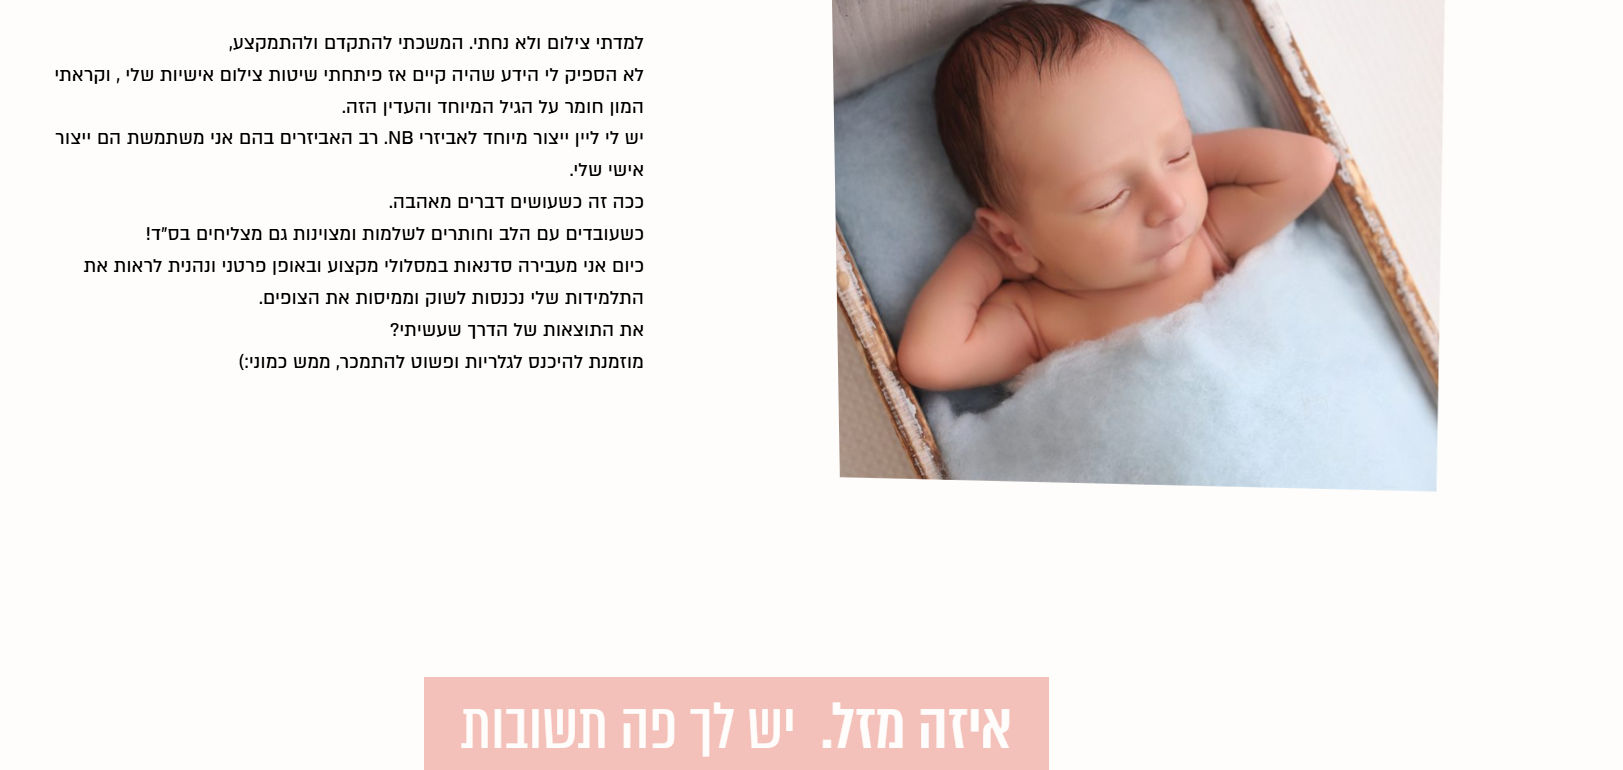 למדתי צילום ולא נחתי. המשכתי להתקדם ולהתמקצע,
לא הספיק לי הידע שהיה קיים אז פיתחתי שיטות צילום אישיות שלי , וקראתי
המון חומר על הגיל המיוחד והעדין הזה.
יש לי ליין ייצור מיוחד לאביזרי NB. רב האביזרים בהם אני משתמשת הם ייצור
אישי שלי.
ככה זה כשעושים דברים מאהבה.
כשעובדים עם הלב וחותרים לשלמות ומצוינות גם מצליחים בס"ד!
כיום אני מעבירה סדנאות במסלולי מקצוע ובאופן פרטני ונהנית לראות את
התלמידות שלי נכנסות לשוק וממיסות את הצופים.
את התוצאות של הדרך שעשיתי?
מוזמנת להיכנס לגלריות ופשוט להתמכר, ממש כמוני:)
איזה מזל. יש לך פה תשובות